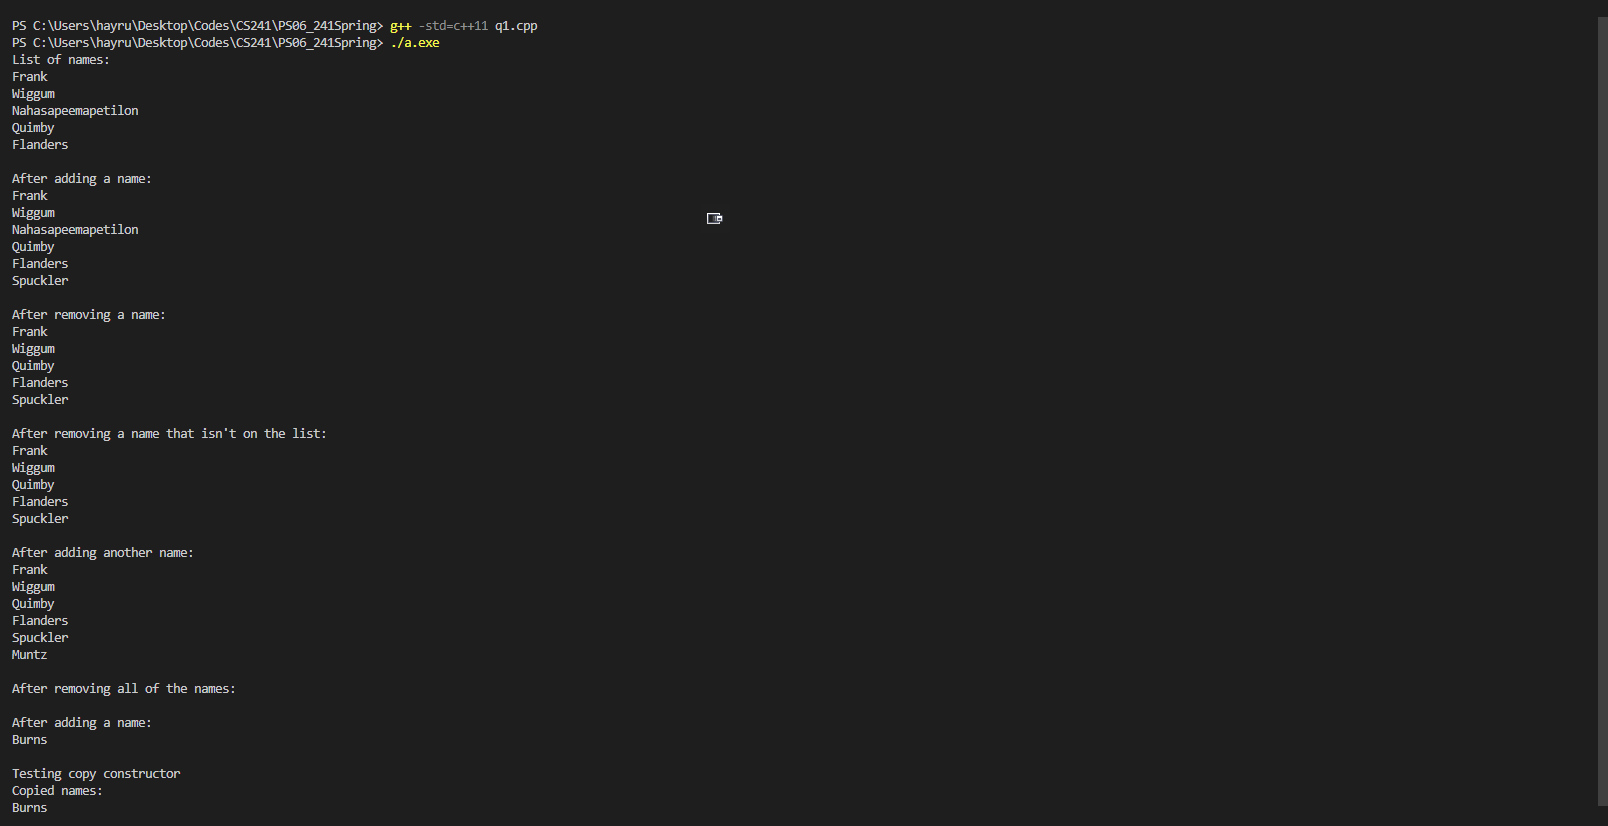 PS C:\Users\hayru\Desktop\Codes\CS241\PS06_241Spring> g++ -std=c++11 q1.cpp
PS C:\Users\hayru\Desktop\Codes\CS241\PS06_241Spring> ./a.exe
List of names:
Frank
Wiggum
Nahasapeemapetilon
Quimby
Flanders

After adding a name:
Frank
Wiggum
Nahasapeemapetilon
Quimby
Flanders
Spuckler

After removing a name:
Frank
Wiggum
Quimby
Flanders
Spuckler

After removing a name that isn't on the list:
Frank
Wiggum
Quimby
Flanders
Spuckler

After adding another name:
Frank
Wiggum
Quimby
Flanders
Spuckler
Muntz

After removing all of the names:

After adding a name:
Burns

Testing copy constructor
Copied names:
Burns